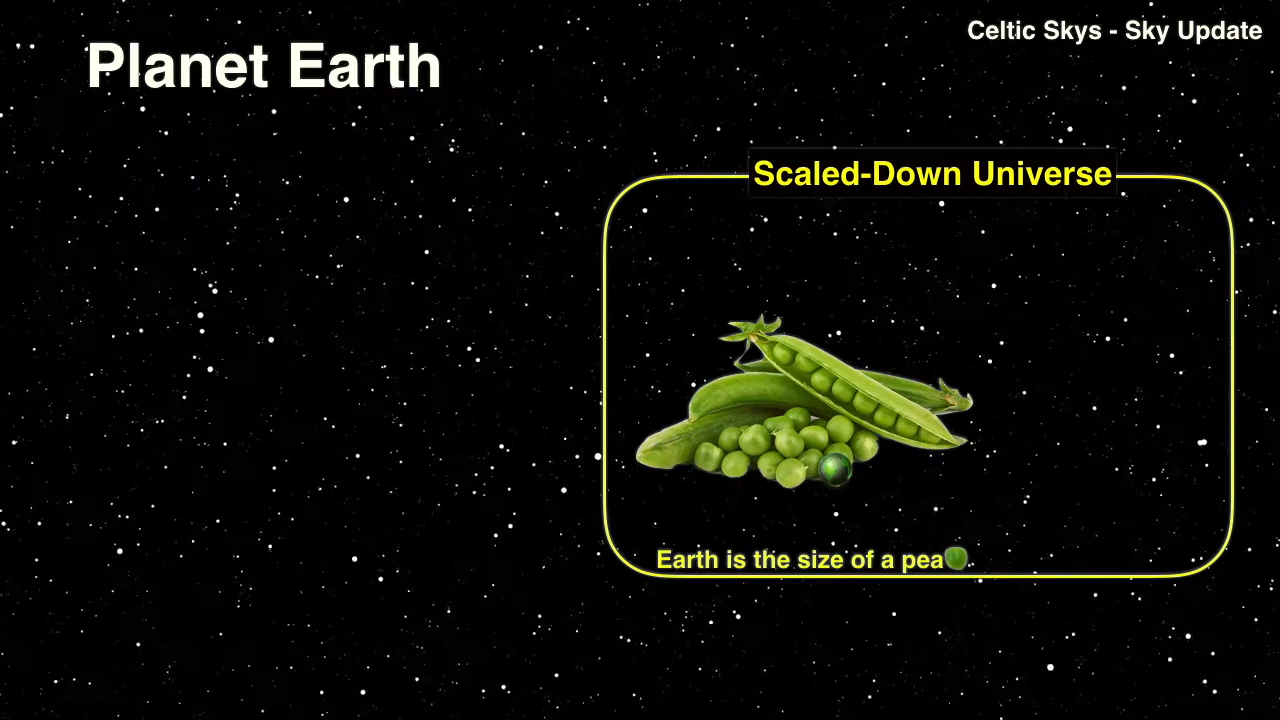 Celtic Skys - Sky Update
Planet Earth
Scaled-Down Universe
Earth is the size of a pea